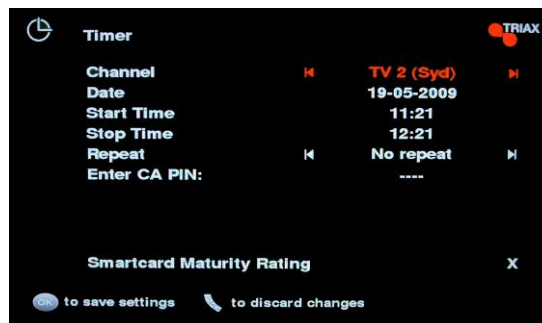 Timer
TRIAX
Channel TV 2 (Syd)
Date 19-05-2009
Start Time 11:21
Stop Time 12:21
Repeat No repeat
Enter CA PIN: ----
Smartcard Maturity Rating X
OK to save settings to discard changes